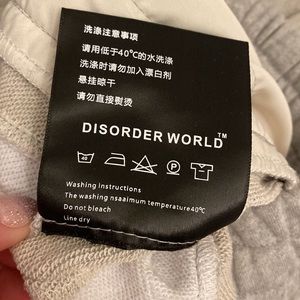 洗涤注意事项
请用低于40℃的水洗涤
洗涤时请勿加入漂白剂
悬挂晾干
请勿直接熨烫
DISORDER WORLD™
40
P
Washing instructions
The washing nsaaimum temperature40℃
Do not bleach
Line dry